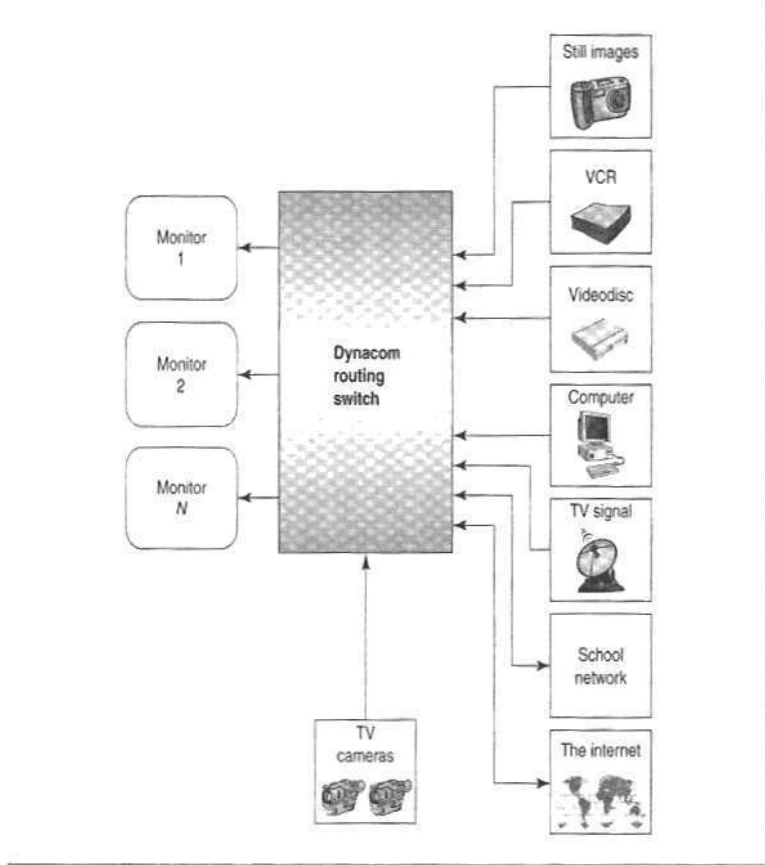 Still images
VCR
Monitor
1
Videodisc
Monitor
2
Dynacom
routing
switch
Computer
Monitor
N
TV signal
School
network
TV
cameras
The internet